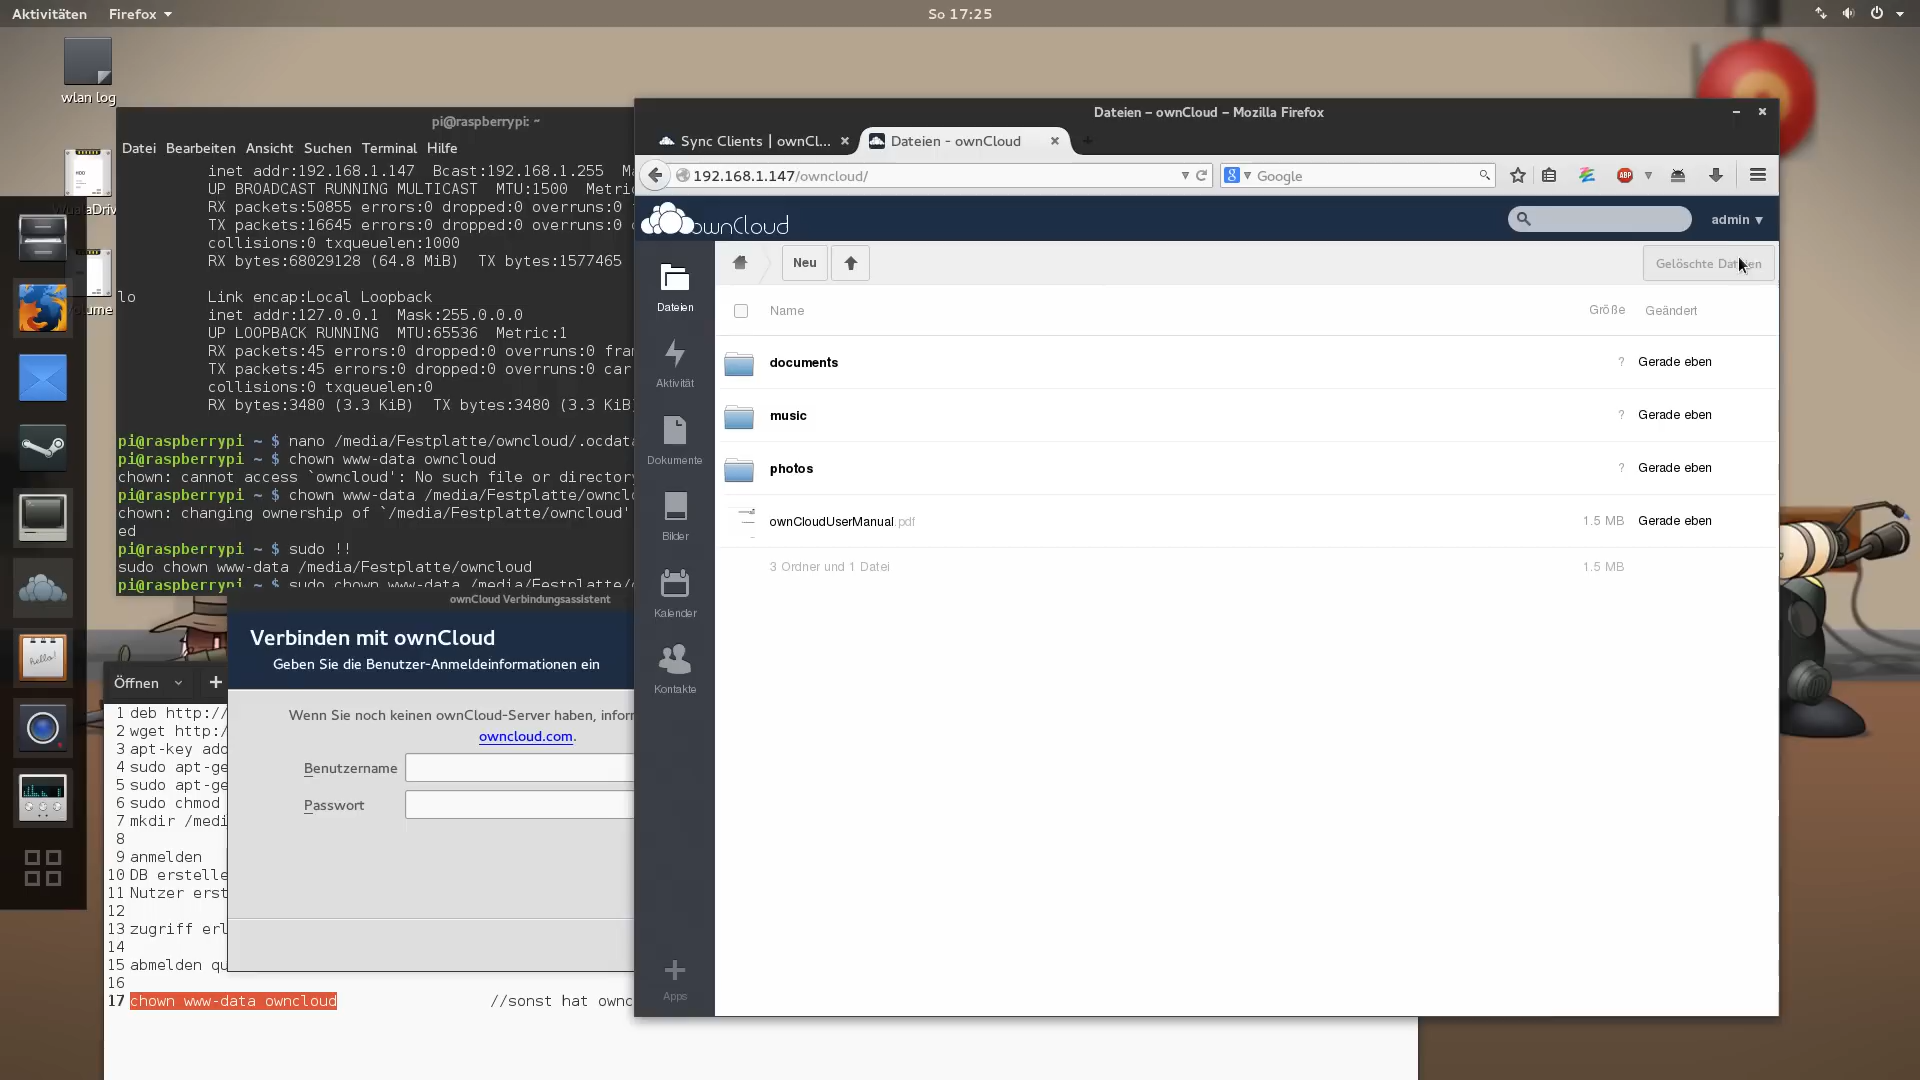 Aktivitäten
Firefox
So 17:25
wlan log
pi@raspberrypi: ~
Datei Bearbeiten Ansicht Suchen Terminal Hilfe
inet addr:192.168.1.147  Bcast:192.168.1.255
UP BROADCAST RUNNING MULTICAST  MTU:1500  Metric
RX packets:50855 errors:0 dropped:0 overruns:0
TX packets:16645 errors:0 dropped:0 overruns:0
collisions:0 txqueuelen:1000
RX bytes:68029128 (64.8 MiB)  TX bytes:1577465
lo        Link encap:Local Loopback
inet addr:127.0.0.1  Mask:255.0.0.0
UP LOOPBACK RUNNING  MTU:65536  Metric:1
RX packets:45 errors:0 dropped:0 overruns:0 fra
TX packets:45 errors:0 dropped:0 overruns:0 car
collisions:0 txqueuelen:0
RX bytes:3480 (3.3 KiB)  TX bytes:3480 (3.3 KiB)
pi@raspberrypi ~ $ nano /media/Festplatte/owncloud/.ocdata
pi@raspberrypi ~ $ chown www-data owncloud
chown: cannot access `owncloud': No such file or directory
pi@raspberrypi ~ $ chown www-data /media/Festplatte/owncl
chown: changing ownership of `/media/Festplatte/owncloud'
ed
pi@raspberrypi ~ $ sudo !!
sudo chown www-data /media/Festplatte/owncloud
pi@raspberrypi ~ $ sudo chown www-data /media/Festplatte/
ownCloud Verbindungsassistent
Verbinden mit ownCloud
Geben Sie die Benutzer-Anmeldeinformationen ein
Wenn Sie noch keinen ownCloud-Server haben, infor
owncloud.com.
Benutzername
Passwort
Öffnen
1 deb http://
2 wget http:/
3 apt-key add
4 sudo apt-ge
5 sudo apt-ge
6 sudo chmod
7 mkdir /medi
8
9 anmelden
10 DB erstelle
11 Nutzer erst
12
13 zugriff erl
14
15 abmelden qu
16
17 chown www-data owncloud //sonst hat ownc
Dateien – ownCloud – Mozilla Firefox
Sync Clients | ownCl...
Dateien - ownCloud
192.168.1.147/owncloud/
Google
ABP
ownCloud
admin
Neu
Gelöschte Dateien
Dateien
Aktivität
Dokumente
Bilder
Kalender
Kontakte
Apps
Name Größe Geändert
documents ? Gerade eben
music ? Gerade eben
photos ? Gerade eben
ownCloudUserManual.pdf 1.5 MB Gerade eben
3 Ordner und 1 Datei 1.5 MB
hello!